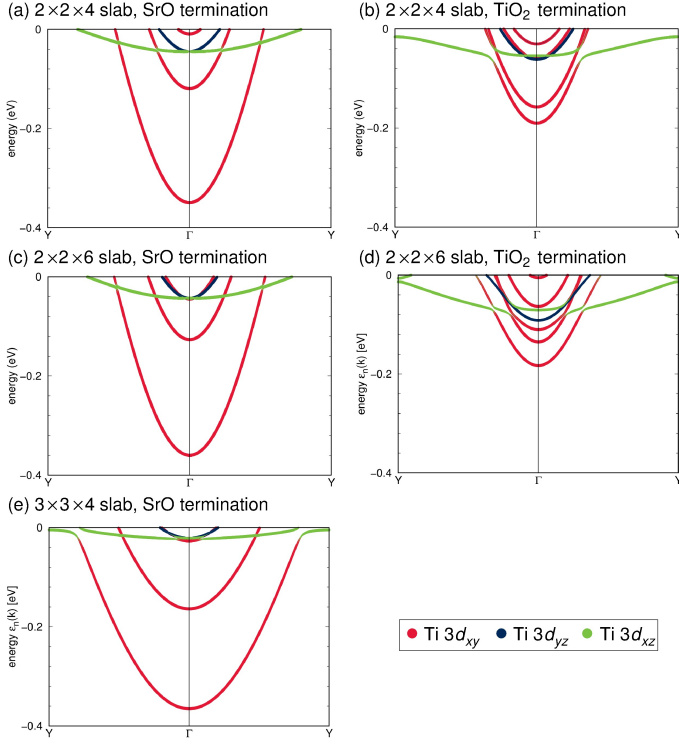 (a) 2×2×4 slab, SrO termination
0
−0.2
−0.4
energy (eV)
Y
Γ
Y
(b) 2×2×4 slab, TiO₂ termination
0
−0.2
−0.4
energy (eV)
Y
Γ
Y
(c) 2×2×6 slab, SrO termination
0
−0.2
−0.4
energy (eV)
Y
Γ
Y
(d) 2×2×6 slab, TiO₂ termination
0
−0.2
−0.4
energy εn(k) [eV]
Y
Γ
Y
(e) 3×3×4 slab, SrO termination
0
−0.2
−0.4
energy εn(k) [eV]
Y
Γ
Y
Ti 3dxy Ti 3dyz Ti 3dxz